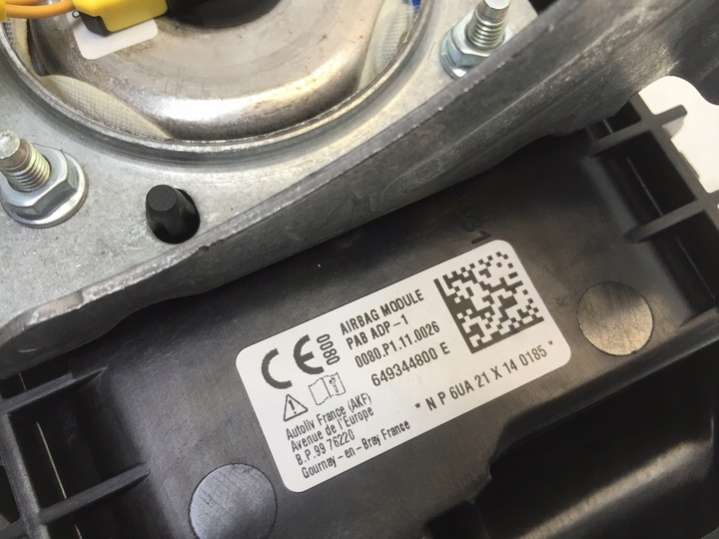 CE 0080
AIRBAG MODULE
PAB ADP-1
0080.P1.11.0026
649344800 E
Autoliv France (AKF)
Avenue de l'Europe
B.P.99 76220
Gournay-en-Bray France
* N P 6UA 21 X 14 0185 *